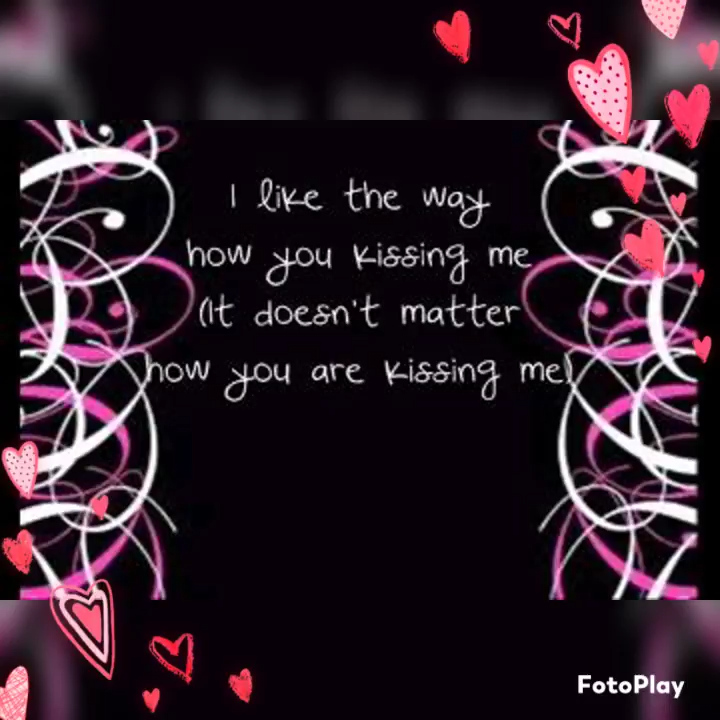 I like the way
how you kissing me
(It doesn't matter
how you are kissing me)
FotoPlay